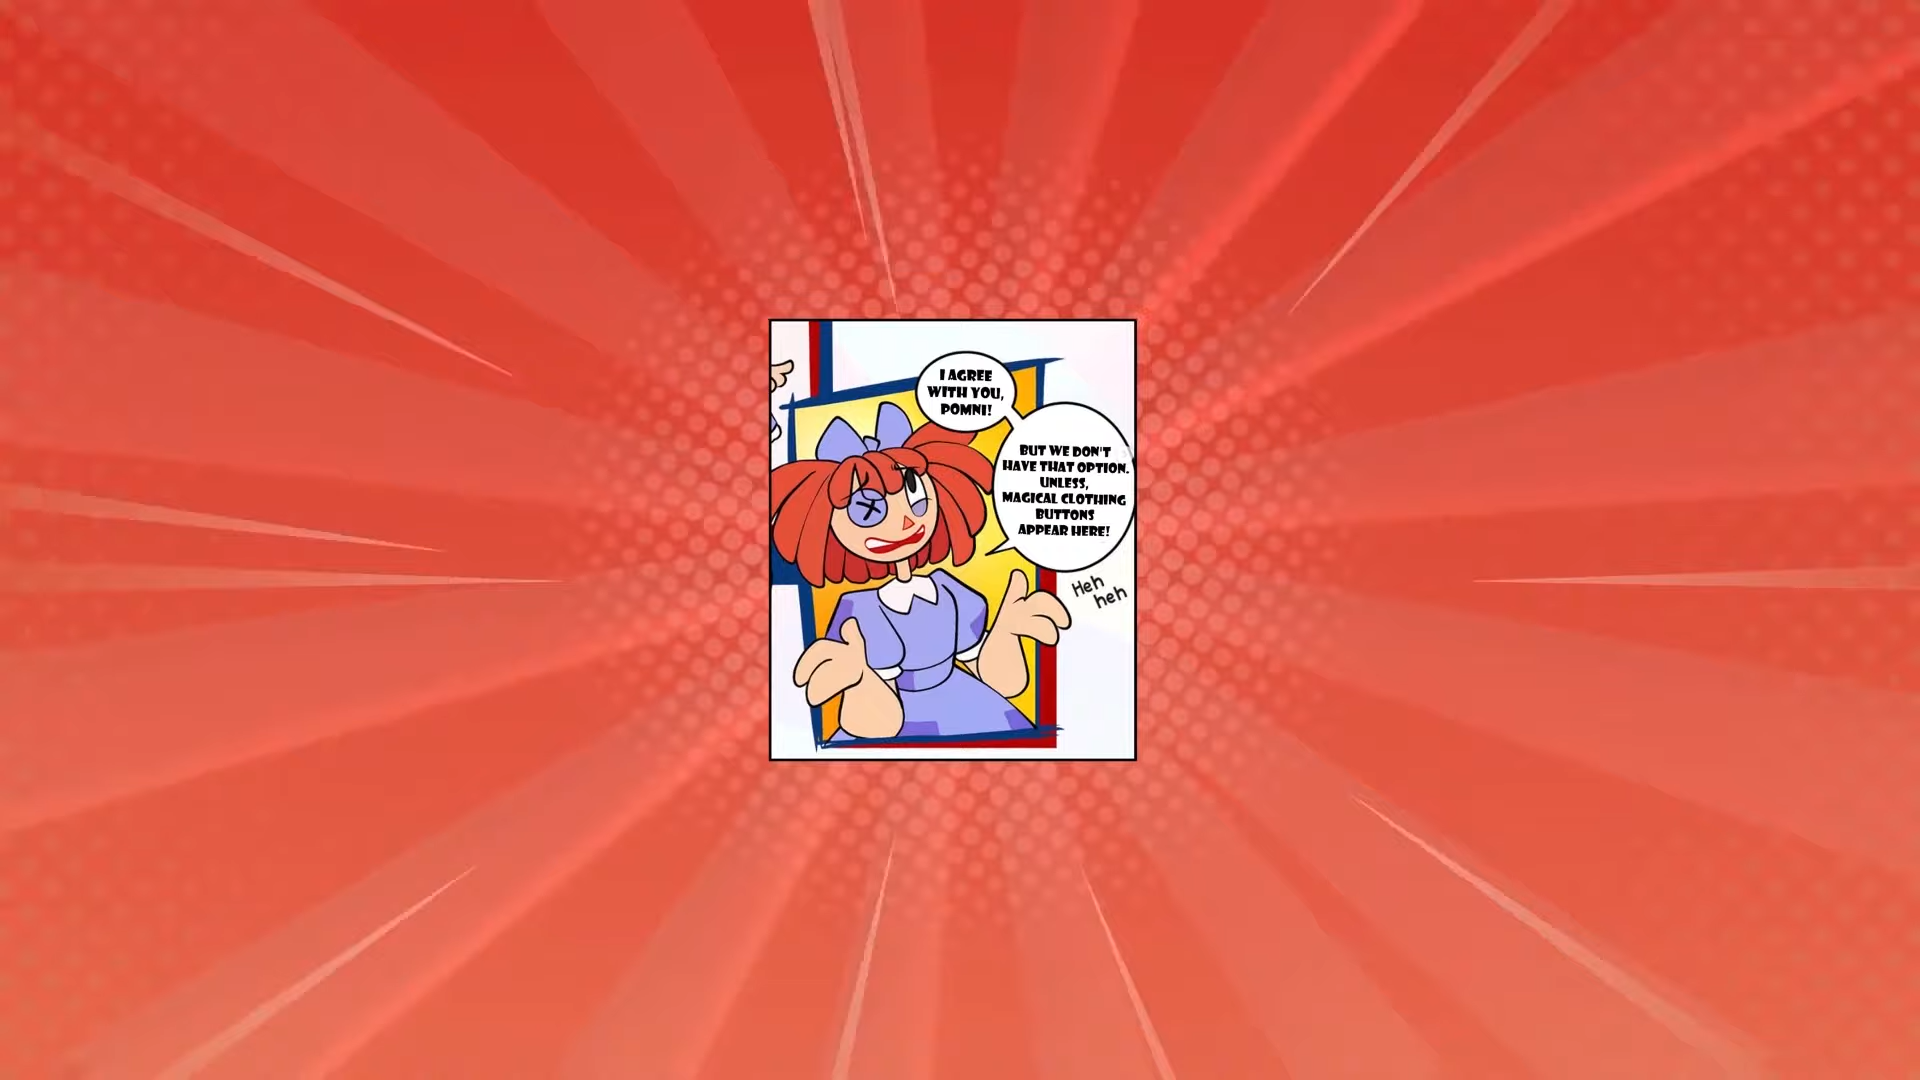 I AGREE
WITH YOU,
POMNI!
BUT WE DON'T
HAVE THAT OPTION.
UNLESS,
MAGICAL CLOTHING
BUTTONS
APPEAR HERE!
Heh
heh